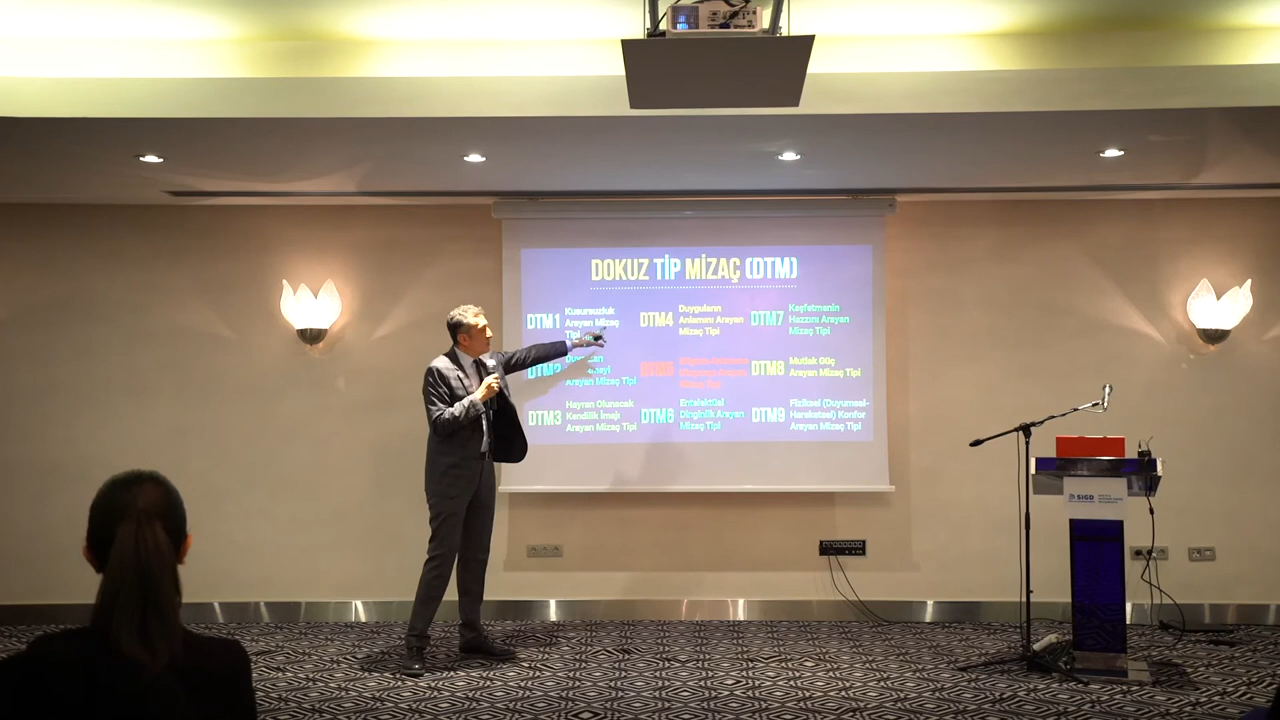 DOKUZ TİP MİZAÇ (DTM)
DTM1
Kusursuzluk
Arayan Mizaç
Tipi
DTM2
Arayan Mizaç Tipi
DTM3
Hayran Olunacak
Kendilik İmajı
Arayan Mizaç Tipi
DTM4
Duyguların
Anlamını Arayan
Mizaç Tipi
DTM5
DTM6
Entelektüel
Dinginlik Arayan
Mizaç Tipi
DTM7
Keşfetmenin
Hazzını Arayan
Mizaç Tipi
DTM8
Mutlak Güç
Arayan Mizaç Tipi
DTM9
Fiziksel (Duyumsal-
Hareketsel) Konfor
Arayan Mizaç Tipi
SIGD